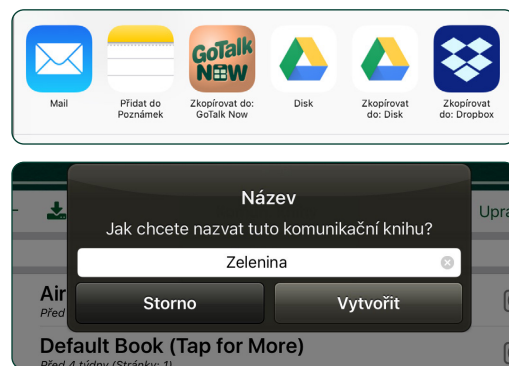 GoTalk
NOW
Mail
Přidat do
Poznámek
Zkopírovat do:
GoTalk Now
Disk
Zkopírovat
do: Disk
Zkopírovat
do: Dropbox
Název
Jak chcete nazvat tuto komunikační knihu?
Upra
Zelenina
Air
Před
Storno
Vytvořit
Default Book (Tap for More)
Před 4 týdny (Stránky: 1)